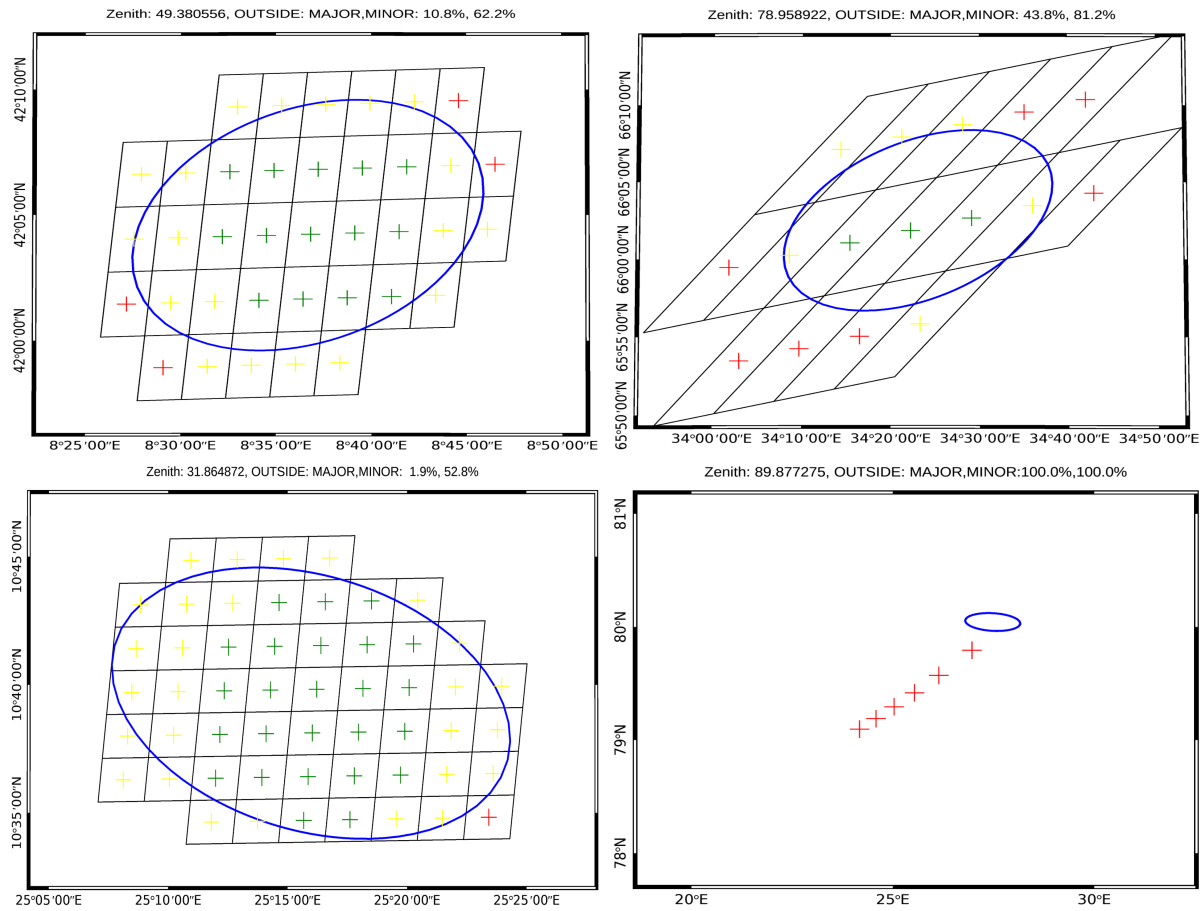 Zenith: 49.380556, OUTSIDE: MAJOR,MINOR: 10.8%, 62.2%
42°10′00″N
42°05′00″N
42°00′00″N
8°25′00″E 8°30′00″E 8°35′00″E 8°40′00″E 8°45′00″E 8°50′00″E
Zenith: 78.958922, OUTSIDE: MAJOR,MINOR: 43.8%, 81.2%
66°10′00″N
66°05′00″N
66°00′00″N
65°55′00″N
65°50′00″N
34°00′00″E 34°10′00″E 34°20′00″E 34°30′00″E 34°40′00″E 34°50′00″E
Zenith: 31.864872, OUTSIDE: MAJOR,MINOR: 1.9%, 52.8%
10°45′00″N
10°40′00″N
10°35′00″N
25°05′00″E 25°10′00″E 25°15′00″E 25°20′00″E 25°25′00″E
Zenith: 89.877275, OUTSIDE: MAJOR,MINOR:100.0%,100.0%
81°N
80°N
79°N
78°N
20°E 25°E 30°E